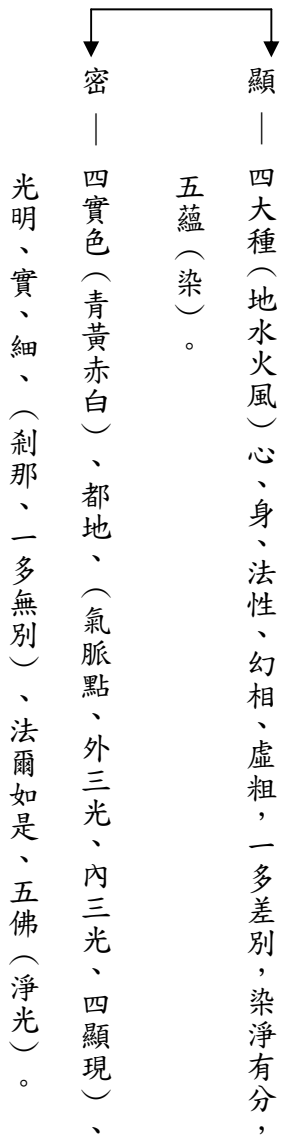 顯 — 四大種（地水火風）心、身、法性、幻相、虛粗，一多差別，染淨有分，
五蘊（染）。
密 — 四實色（青黃赤白）、都地、（氣脈點、外三光、內三光、四顯現）、
光明、實、細、（剎那、一多無別）、法爾如是、五佛（淨光）。